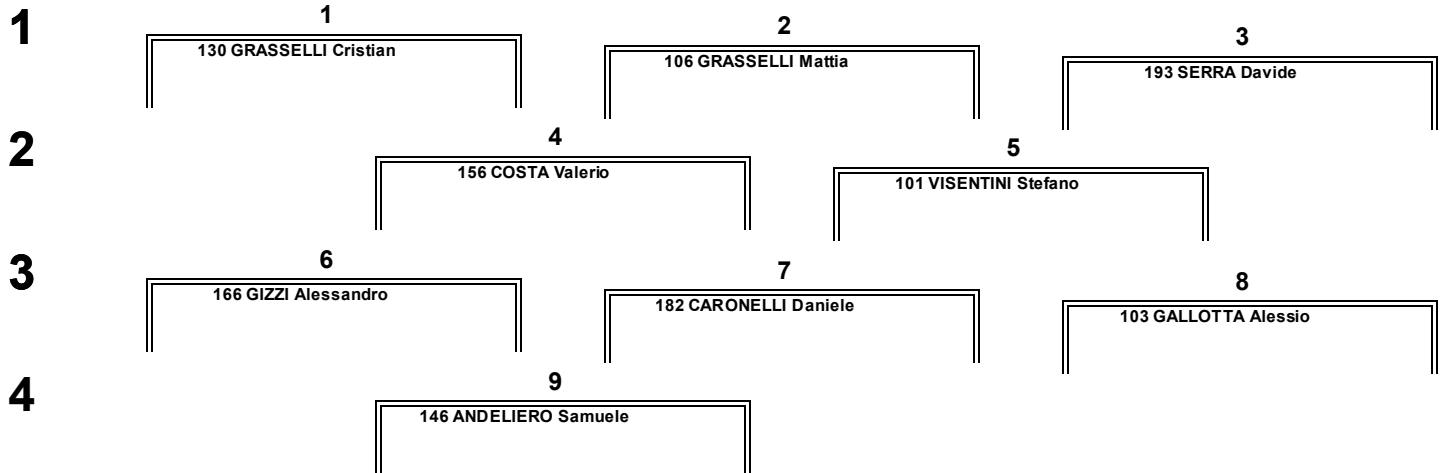 1
1
2
3
130 GRASSELLI Cristian
106 GRASSELLI Mattia
193 SERRA Davide
2
4
5
156 COSTA Valerio
101 VISENTINI Stefano
3
6
7
8
166 GIZZI Alessandro
182 CARONELLI Daniele
103 GALLOTTA Alessio
4
9
146 ANDELIERO Samuele